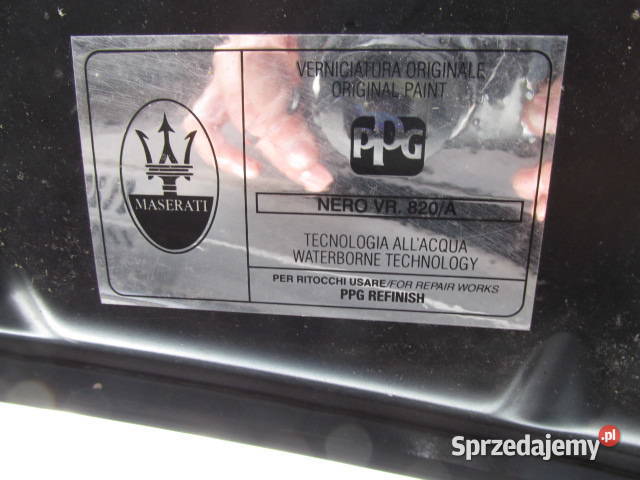 MASERATI
VERNICIATURA ORIGINALE
ORIGINAL PAINT
PPG
NERO VR. 820/A
TECNOLOGIA ALL'ACQUA
WATERBORNE TECHNOLOGY
PER RITOCCHI USARE/FOR REPAIR WORKS
PPG REFINISH
Sprzedajemy.pl